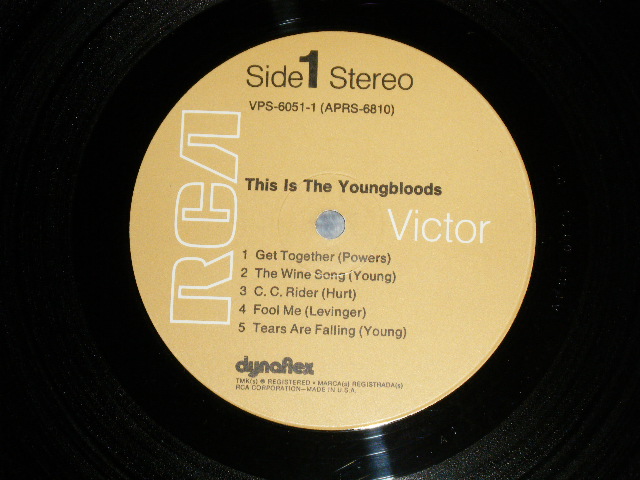 Side 1 Stereo
VPS-6051-1 (APRS-6810)
RCA
This Is The Youngbloods
Victor
1 Get Together (Powers)
2 The Wine Song (Young)
3 C. C. Rider (Hurt)
4 Fool Me (Levinger)
5 Tears Are Falling (Young)
dynaflex
TMK(s) ® REGISTERED • MARCA(s) REGISTRADA(s)
RCA CORPORATION—MADE IN U.S.A.